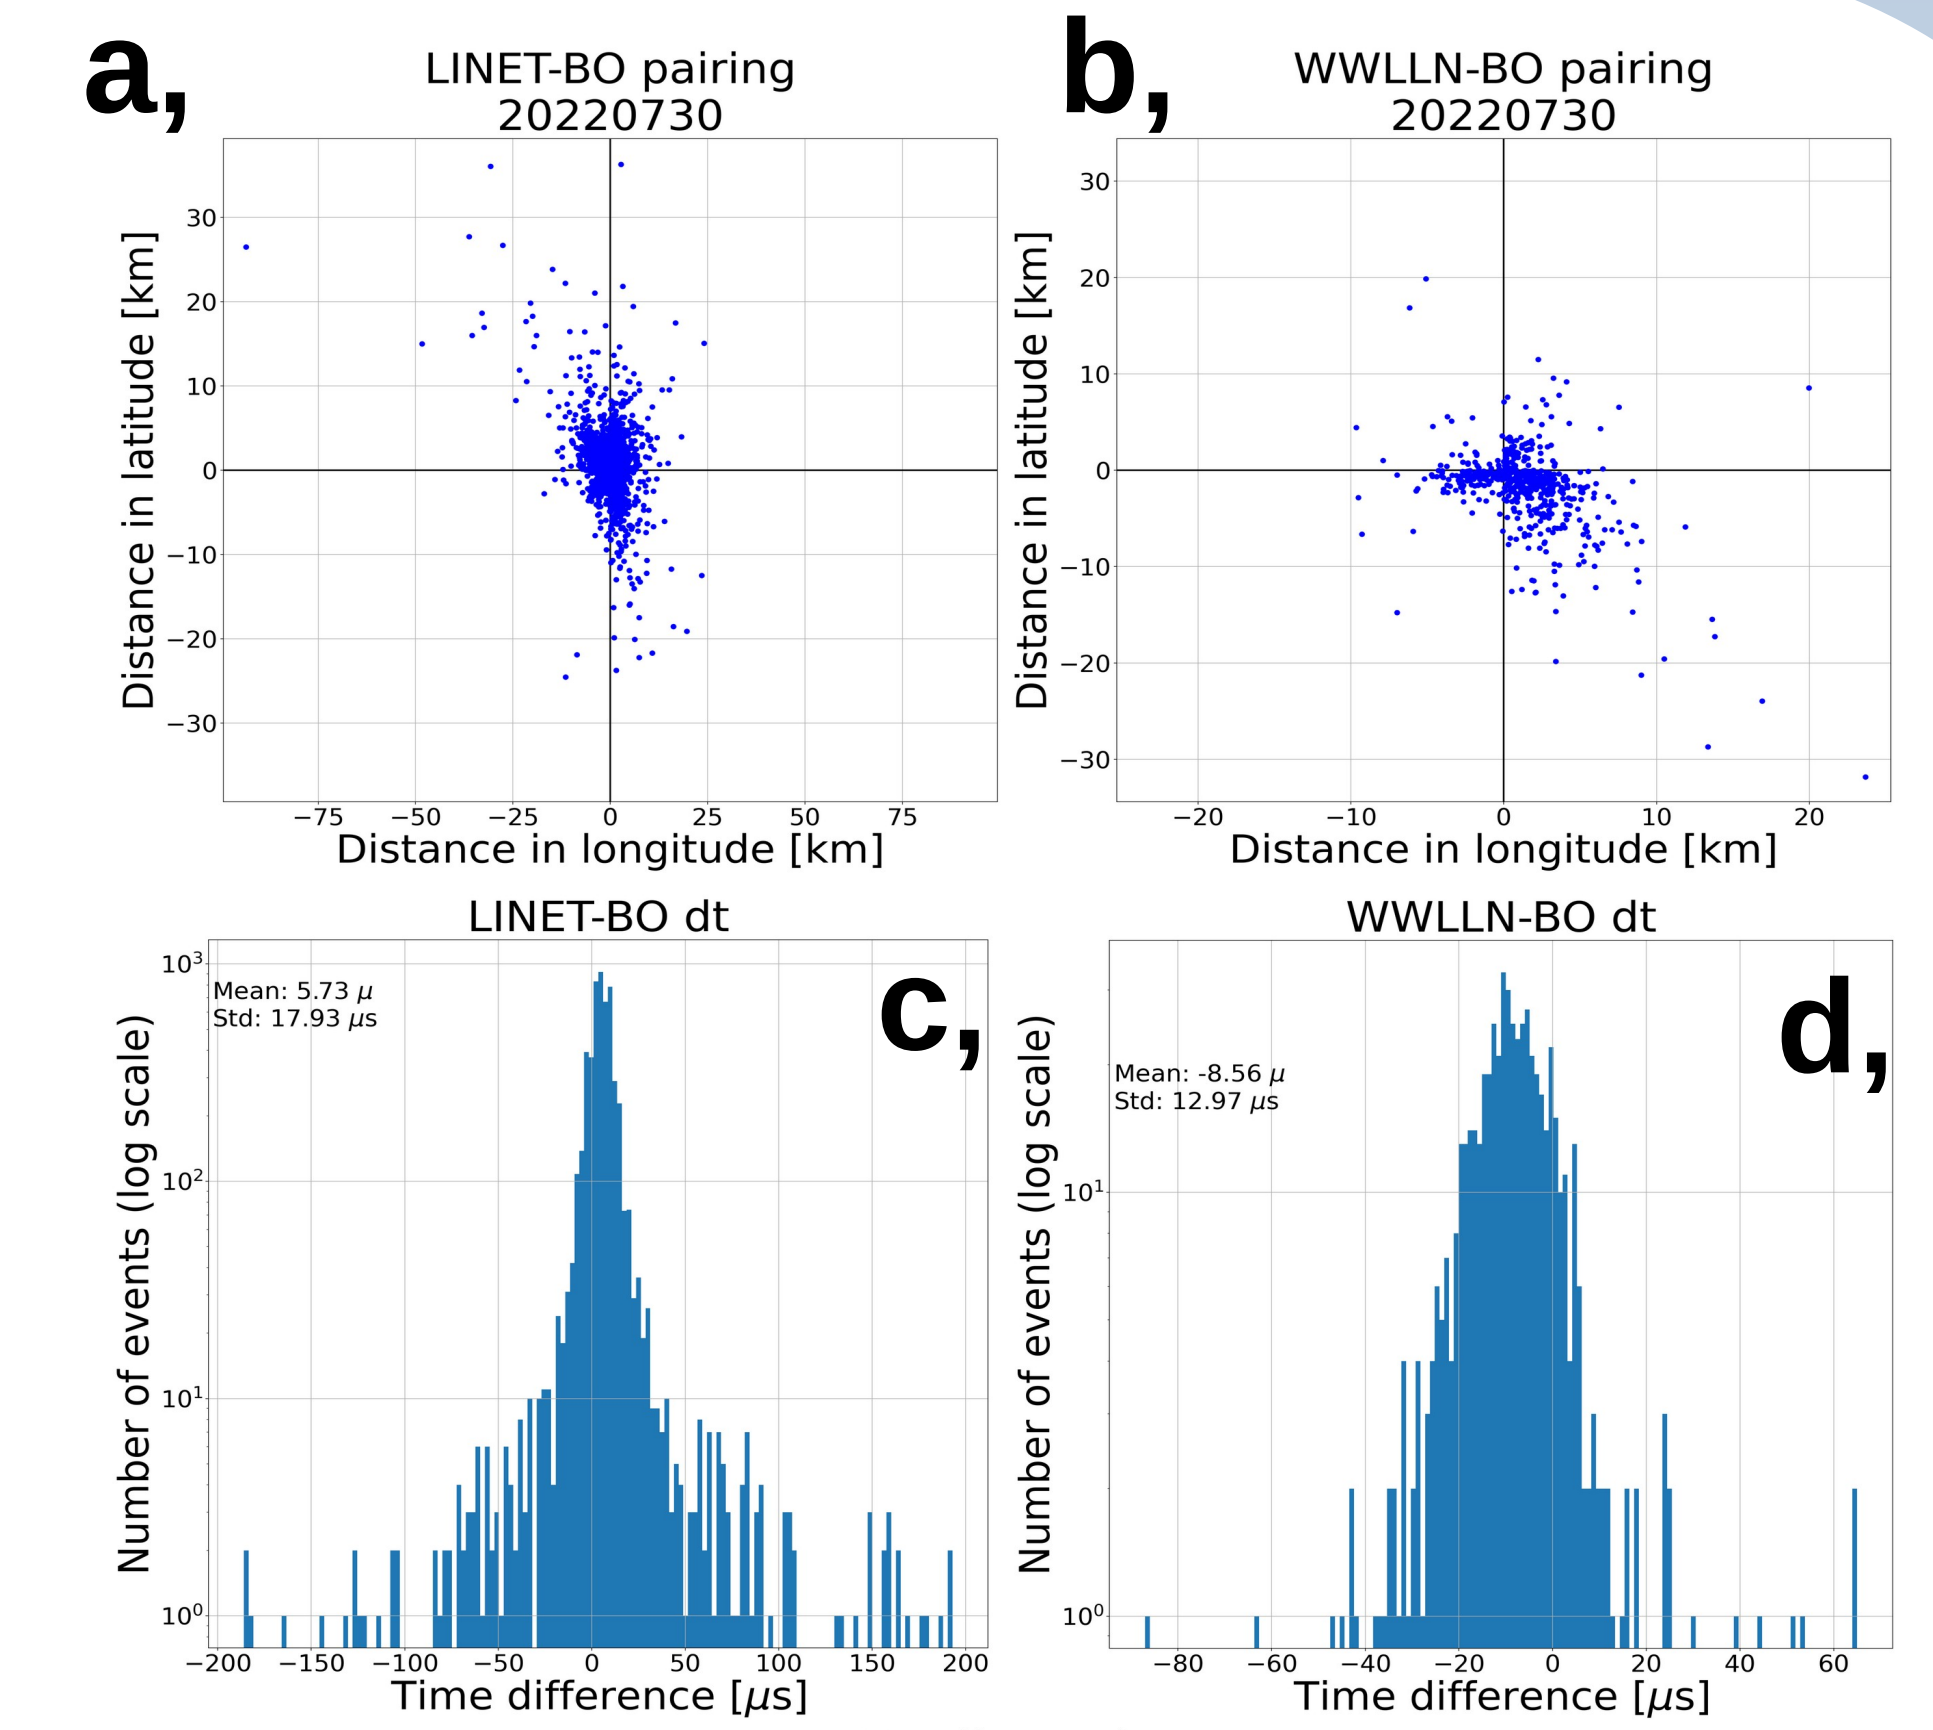 a,
LINET-BO pairing
20220730
Distance in latitude [km]
30
20
10
0
−10
−20
−30
−75
−50
−25
0
25
50
75
Distance in longitude [km]
b,
WWLLN-BO pairing
20220730
Distance in latitude [km]
30
20
10
0
−10
−20
−30
−20
−10
0
10
20
Distance in longitude [km]
LINET-BO dt
c,
Mean: 5.73 μ
Std: 17.93 μs
Number of events (log scale)
10³
10²
10¹
10⁰
−200
−150
−100
−50
0
50
100
150
200
Time difference [μs]
WWLLN-BO dt
d,
Mean: -8.56 μ
Std: 12.97 μs
Number of events (log scale)
10¹
10⁰
−80
−60
−40
−20
0
20
40
60
Time difference [μs]